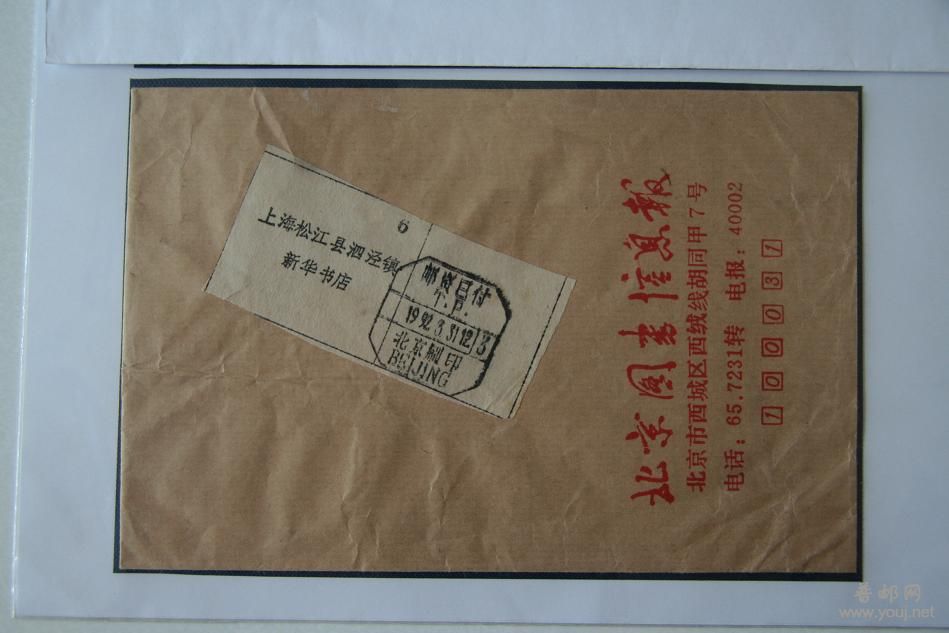 6
上海松江县泗泾镇
新华书店
邮资已付
1992.3.31 12
3
北京 印
BEIJING
北京图书信息报
北京市西城区西绒线胡同甲7号
电话：65.7231转 电报：40002
100031
普邮网
www.youj.net